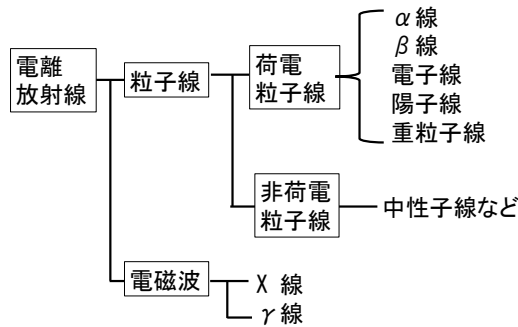 電離
放射線
粒子線
荷電
粒子線
α線
β線
電子線
陽子線
重粒子線
非荷電
粒子線
中性子線など
電磁波
X 線
γ線